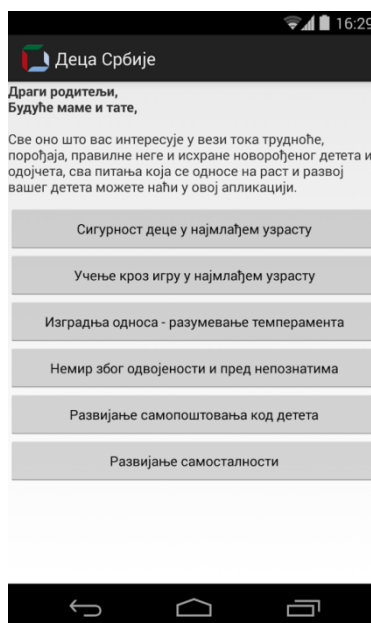 16:29
Деца Србије
Драги родитељи,
Будуће маме и тате,
Све оно што вас интересује у вези тока трудноће,
порођаја, правилне неге и исхране новорођеног детета и
одојчета, сва питања која се односе на раст и развој
вашег детета можете наћи у овој апликацији.
Сигурност деце у најмлађем узрасту
Учење кроз игру у најмлађем узрасту
Изградња односа - разумевање темперамента
Немир због одвојености и пред непознатима
Развијање самопоштовања код детета
Развијање самосталности